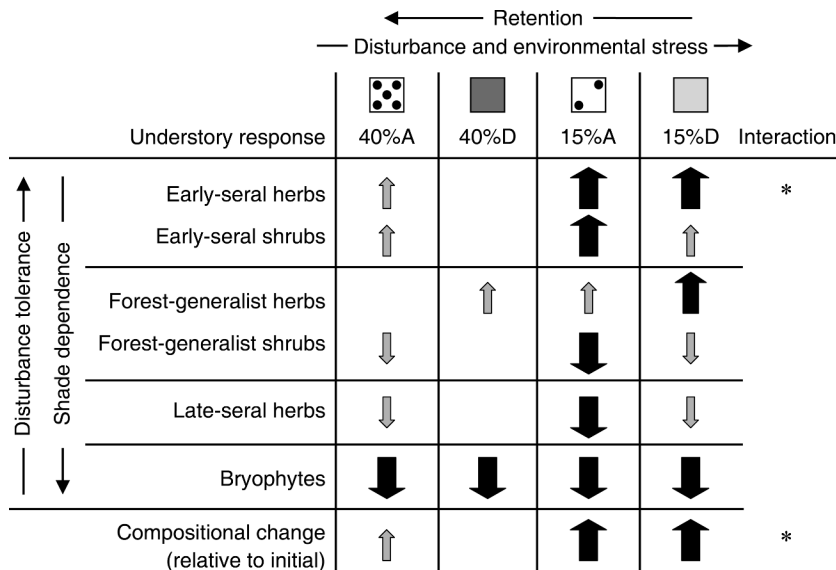 Retention
Disturbance and environmental stress
Understory response 40%A 40%D 15%A 15%D Interaction
Early-seral herbs *
Early-seral shrubs
Forest-generalist herbs
Forest-generalist shrubs
Late-seral herbs
Bryophytes
Compositional change *
(relative to initial)
Disturbance tolerance
Shade dependence